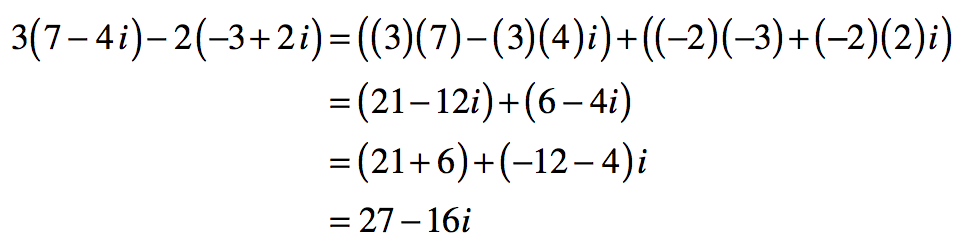 3(7−4i)−2(−3+2i)=((3)(7)−(3)(4)i)+((−2)(−3)+(−2)(2)i)
=(21−12i)+(6−4i)
=(21+6)+(−12−4)i
=27−16i